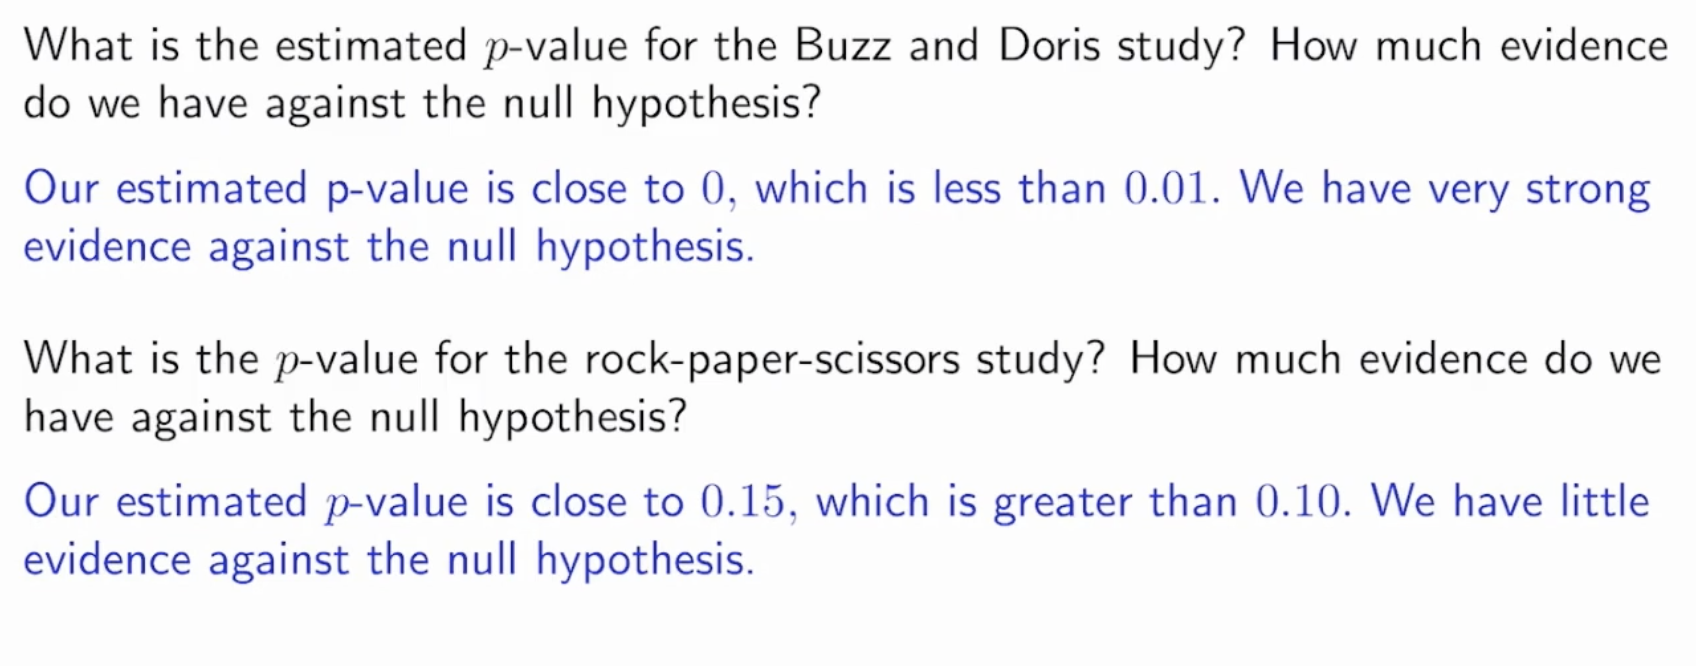 What is the estimated p-value for the Buzz and Doris study? How much evidence
do we have against the null hypothesis?
Our estimated p-value is close to 0, which is less than 0.01. We have very strong
evidence against the null hypothesis.
What is the p-value for the rock-paper-scissors study? How much evidence do we
have against the null hypothesis?
Our estimated p-value is close to 0.15, which is greater than 0.10. We have little
evidence against the null hypothesis.